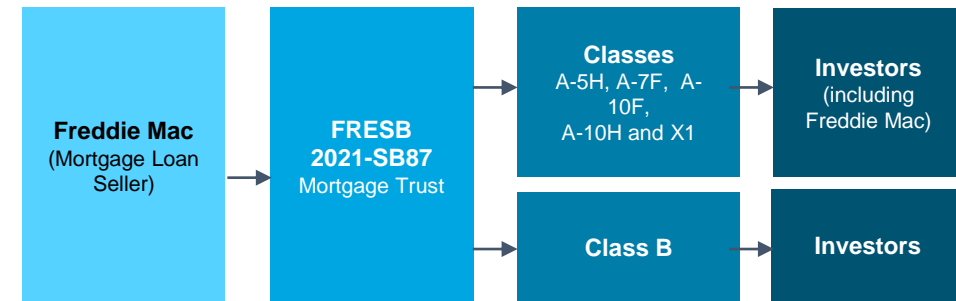 Freddie Mac
(Mortgage Loan
Seller)
FRESB
2021-SB87
Mortgage Trust
Classes
A-5H, A-7F,  A-
10F,
A-10H and X1
Investors
(including
Freddie Mac)
Class B
Investors